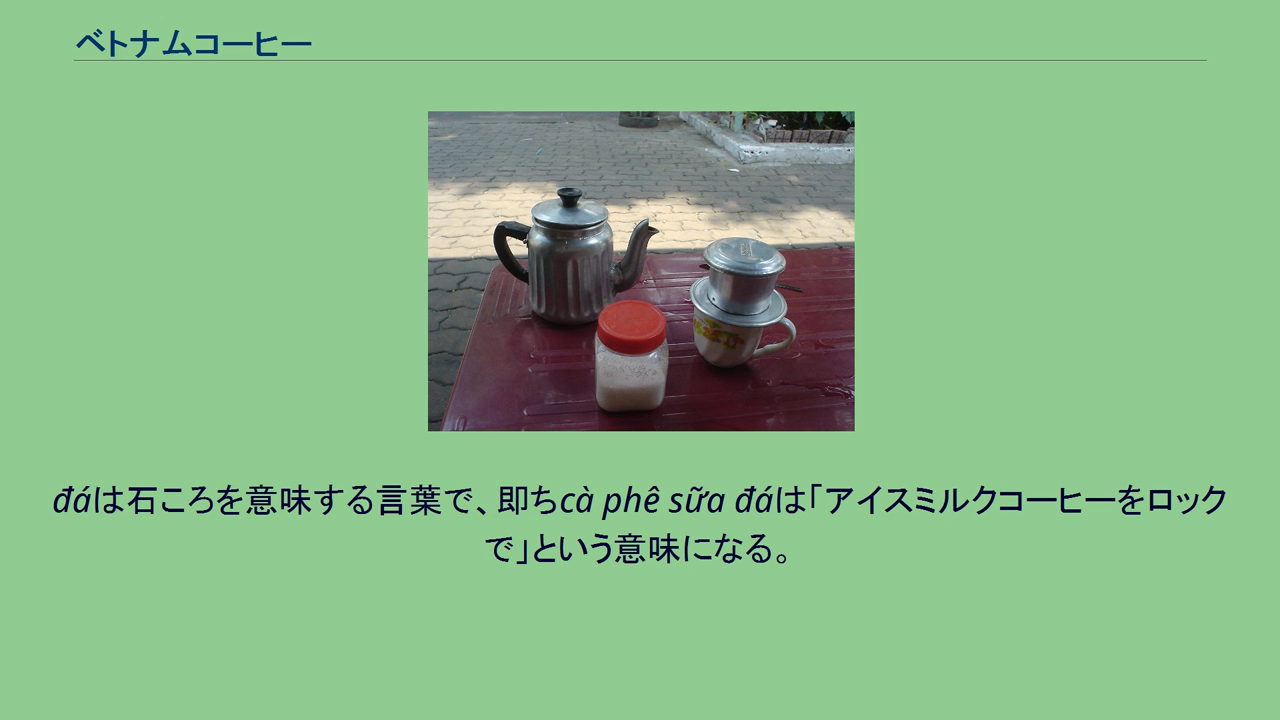 ベトナムコーヒー
đáは石ころを意味する言葉で、即ちcà phê sữa đáは「アイスミルクコーヒーをロック
で」という意味になる。